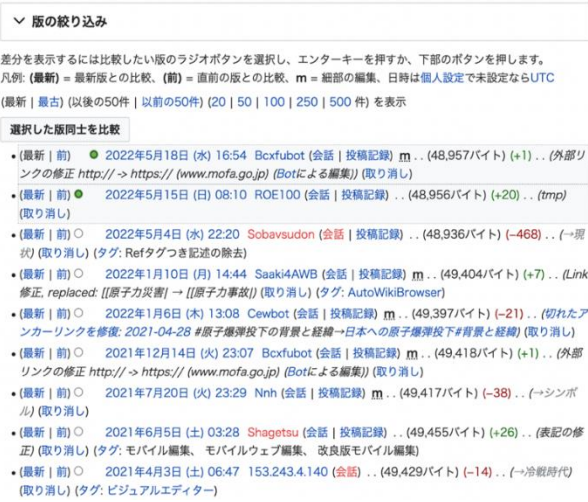 版の絞り込み
差分を表示するには比較したい版のラジオボタンを選択し、エンターキーを押すか、下部のボタンを押します。
凡例: (最新) = 最新版との比較、(前) = 直前の版との比較、m = 細部の編集、日時は個人設定で未設定ならUTC
(最新 | 最古) (以後の50件 | 以前の50件) (20 | 50 | 100 | 250 | 500 件) を表示
選択した版同士を比較
• (最新 | 前) 2022年5月18日 (水) 16:54 Bcxfubot (会話 | 投稿記録) m . . (48,957バイト) (+1) . . (外部リ
ンクの修正 http:// -> https:// (www.mofa.go.jp) (Botによる編集)) (取り消し)
• (最新 | 前) 2022年5月15日 (日) 08:10 ROE100 (会話 | 投稿記録) . . (48,956バイト) (+20) . . (tmp)
(取り消し)
• (最新 | 前) 2022年5月4日 (水) 22:20 Sobavsudon (会話 | 投稿記録) . . (48,936バイト) (−468) . . (→現
状) (取り消し) (タグ: Refタグつき記述の除去)
• (最新 | 前) 2022年1月10日 (月) 14:44 Saaki4AWB (会話 | 投稿記録) m . . (49,404バイト) (+7) . . (Link
修正, replaced: [[原子力災害| → [[原子力事故|) (取り消し) (タグ: AutoWikiBrowser)
• (最新 | 前) 2022年1月6日 (木) 13:08 Cewbot (会話 | 投稿記録) m . . (49,397バイト) (−21) . . (切れたア
ンカーリンクを修復: 2021-04-28 #原子爆弾投下の背景と経緯→日本への原子爆弾投下#背景と経緯) (取り消し)
• (最新 | 前) 2021年12月14日 (火) 23:07 Bcxfubot (会話 | 投稿記録) m . . (49,418バイト) (+1) . . (外部
リンクの修正 http:// -> https:// (www.mofa.go.jp) (Botによる編集)) (取り消し)
• (最新 | 前) 2021年7月20日 (火) 23:29 Nnh (会話 | 投稿記録) m . . (49,417バイト) (−38) . . (→シンボ
ル) (取り消し)
• (最新 | 前) 2021年6月5日 (土) 03:28 Shagetsu (会話 | 投稿記録) . . (49,455バイト) (+26) . . (表記の修
正) (取り消し) (タグ: モバイル編集、 モバイルウェブ編集、 改良版モバイル編集)
• (最新 | 前) 2021年4月3日 (土) 06:47 153.243.4.140 (会話) . . (49,429バイト) (−14) . . (→冷戦時代)
(取り消し) (タグ: ビジュアルエディター)